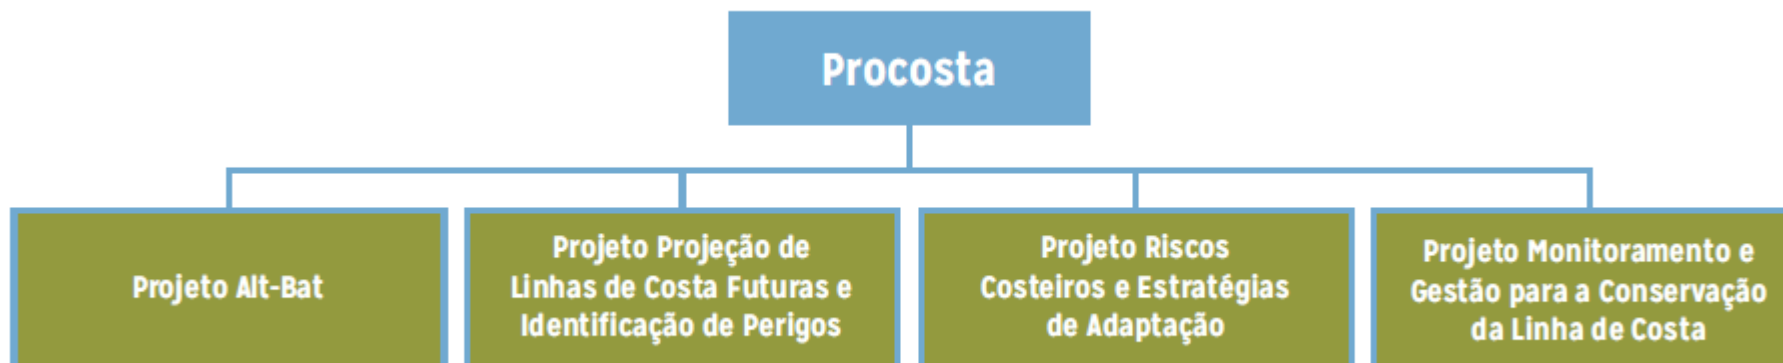 Procosta
Projeto Alt-Bat
Projeto Projeção de
Linhas de Costa Futuras e
Identificação de Perigos
Projeto Riscos
Costeiros e Estratégias
de Adaptação
Projeto Monitoramento e
Gestão para a Conservação
da Linha de Costa